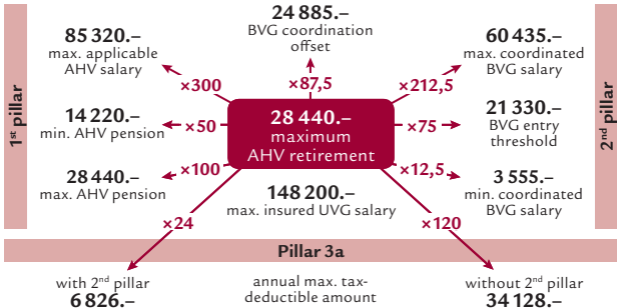 24 885.–
BVG coordination
offset
85 320.–
max. applicable
AHV salary
60 435.–
max. coordinated
BVG salary
×300
×87,5
×212,5
1st pillar
14 220.–
min. AHV pension
×50
28 440.–
maximum
AHV retirement
×75
21 330.–
BVG entry
threshold
2nd pillar
28 440.–
max. AHV pension
×100
×12,5
3 555.–
min. coordinated
BVG salary
148 200.–
max. insured UVG salary
×24
×120
Pillar 3a
with 2nd pillar
6 826.–
annual max. tax-
deductible amount
without 2nd pillar
34 128.–